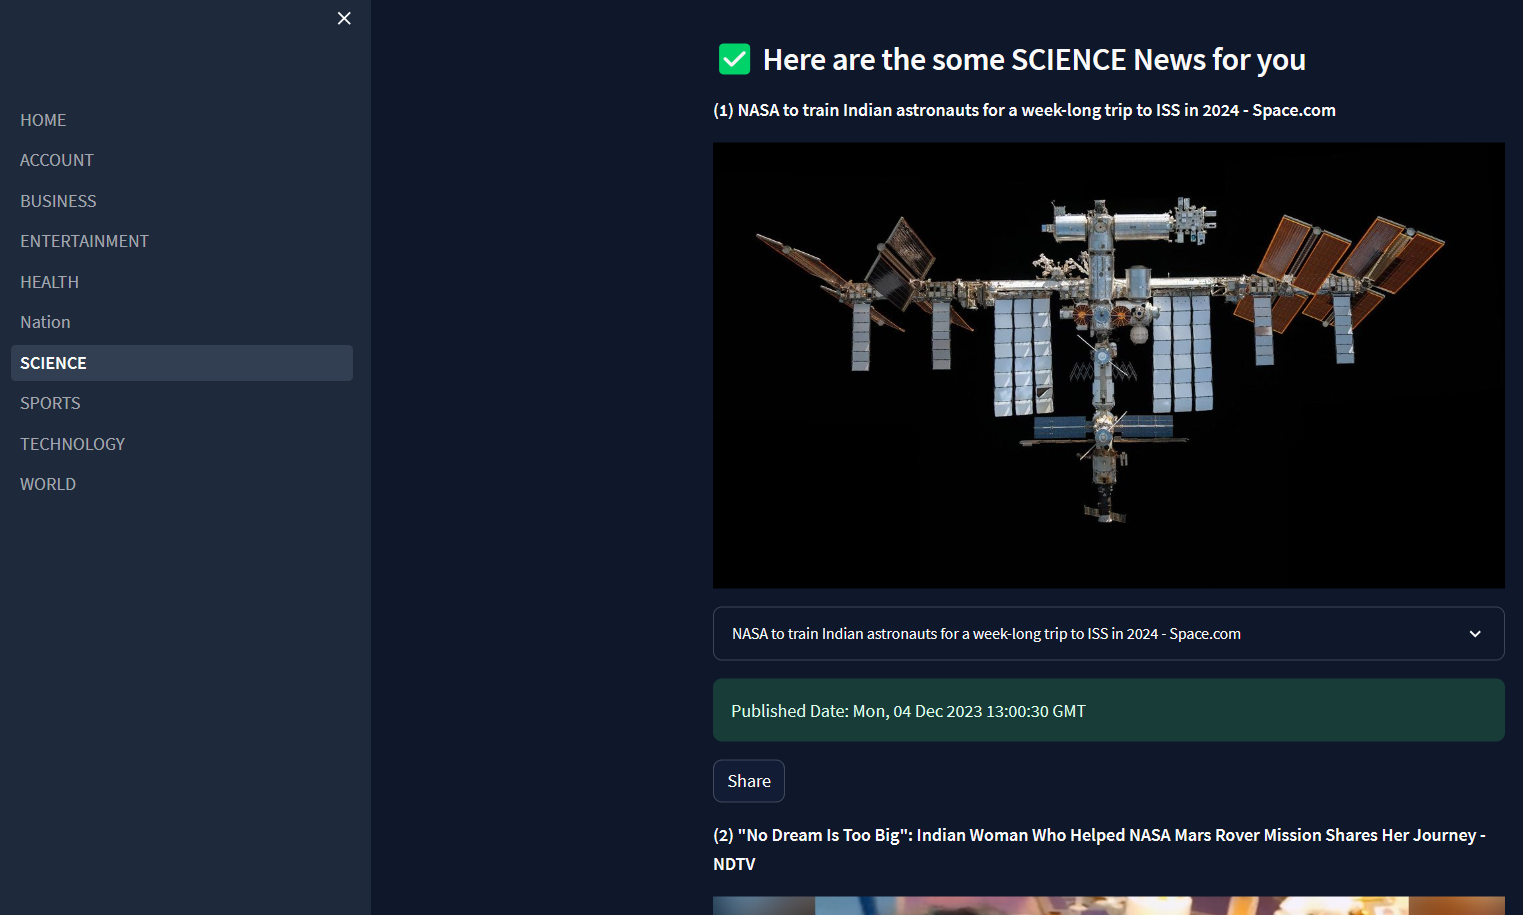 HOME
ACCOUNT
BUSINESS
ENTERTAINMENT
HEALTH
Nation
SCIENCE
SPORTS
TECHNOLOGY
WORLD
Here are the some SCIENCE News for you
(1) NASA to train Indian astronauts for a week-long trip to ISS in 2024 - Space.com
NASA to train Indian astronauts for a week-long trip to ISS in 2024 - Space.com
Published Date: Mon, 04 Dec 2023 13:00:30 GMT
Share
(2) "No Dream Is Too Big": Indian Woman Who Helped NASA Mars Rover Mission Shares Her Journey -
NDTV